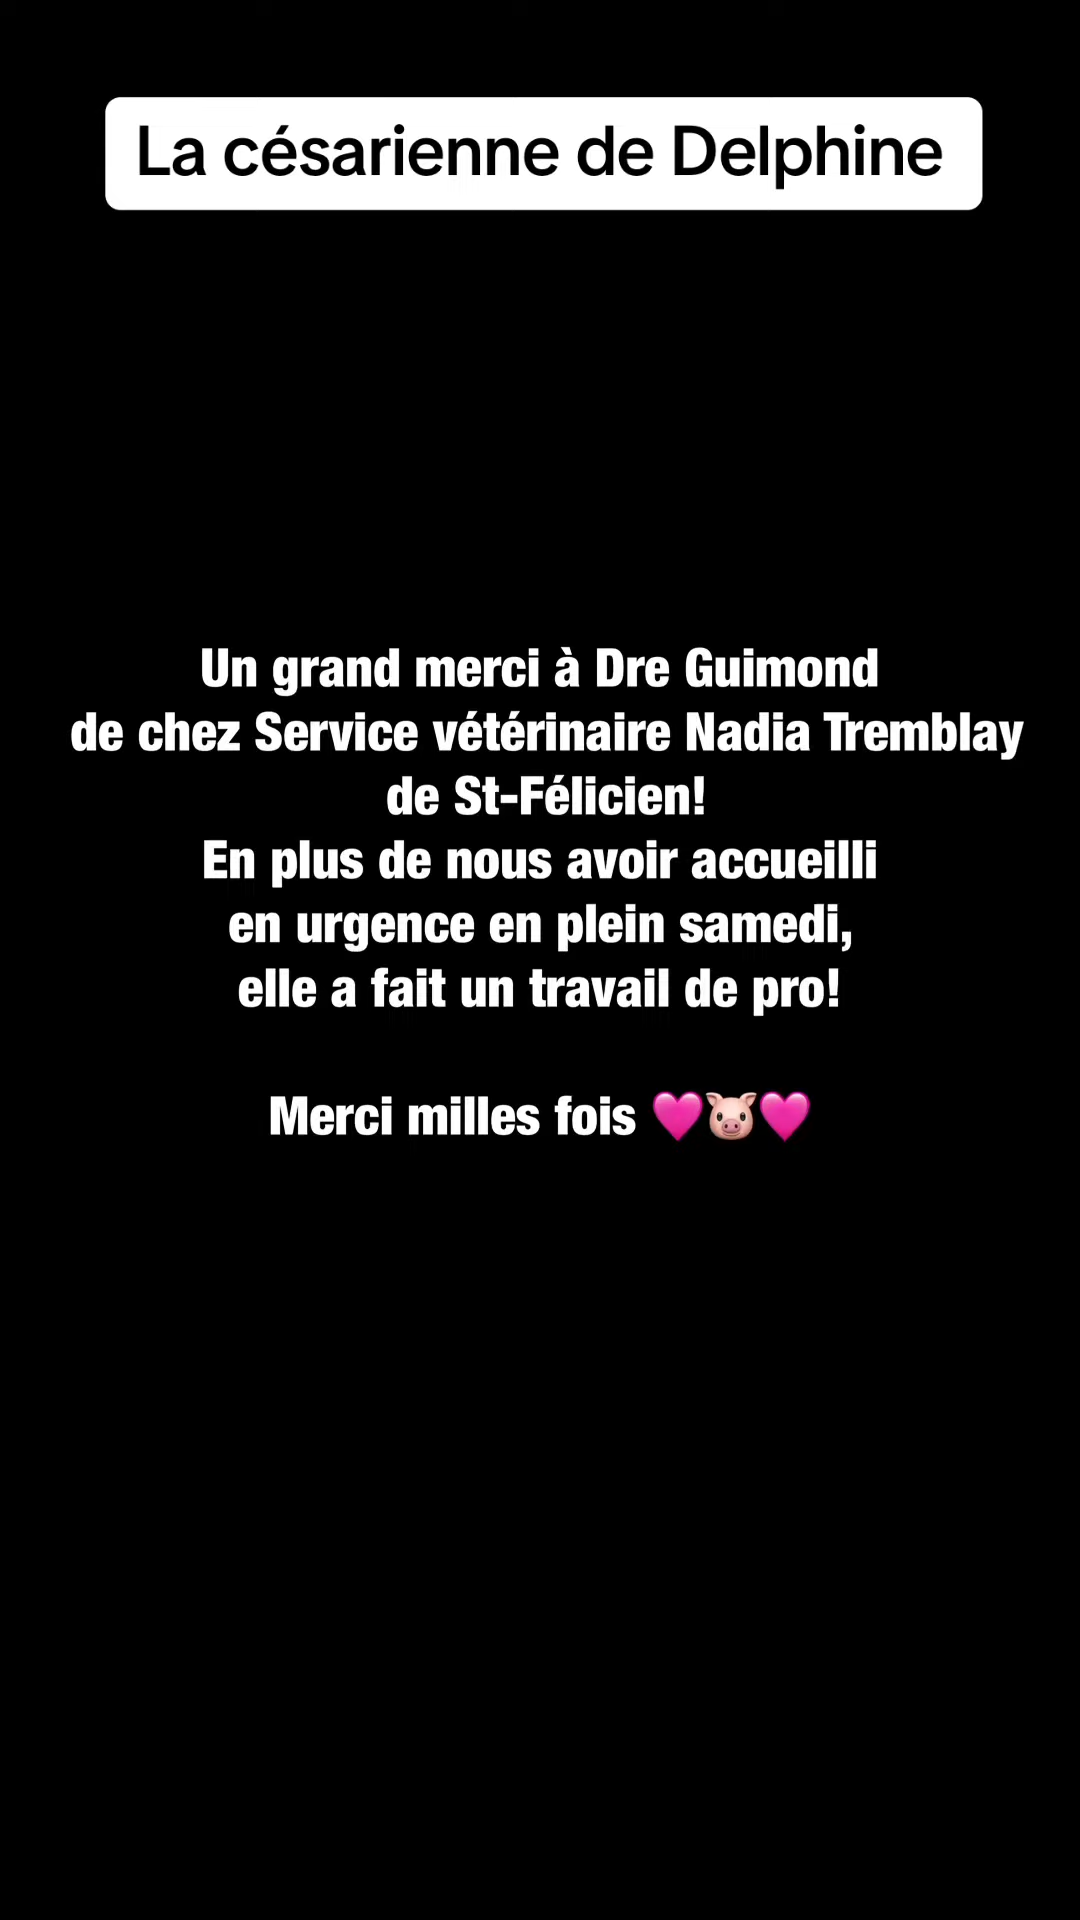 La césarienne de Delphine
Un grand merci à Dre Guimond
de chez Service vétérinaire Nadia Tremblay
de St-Félicien!
En plus de nous avoir accueilli
en urgence en plein samedi,
elle a fait un travail de pro!
Merci milles fois 🩷🐷🩷